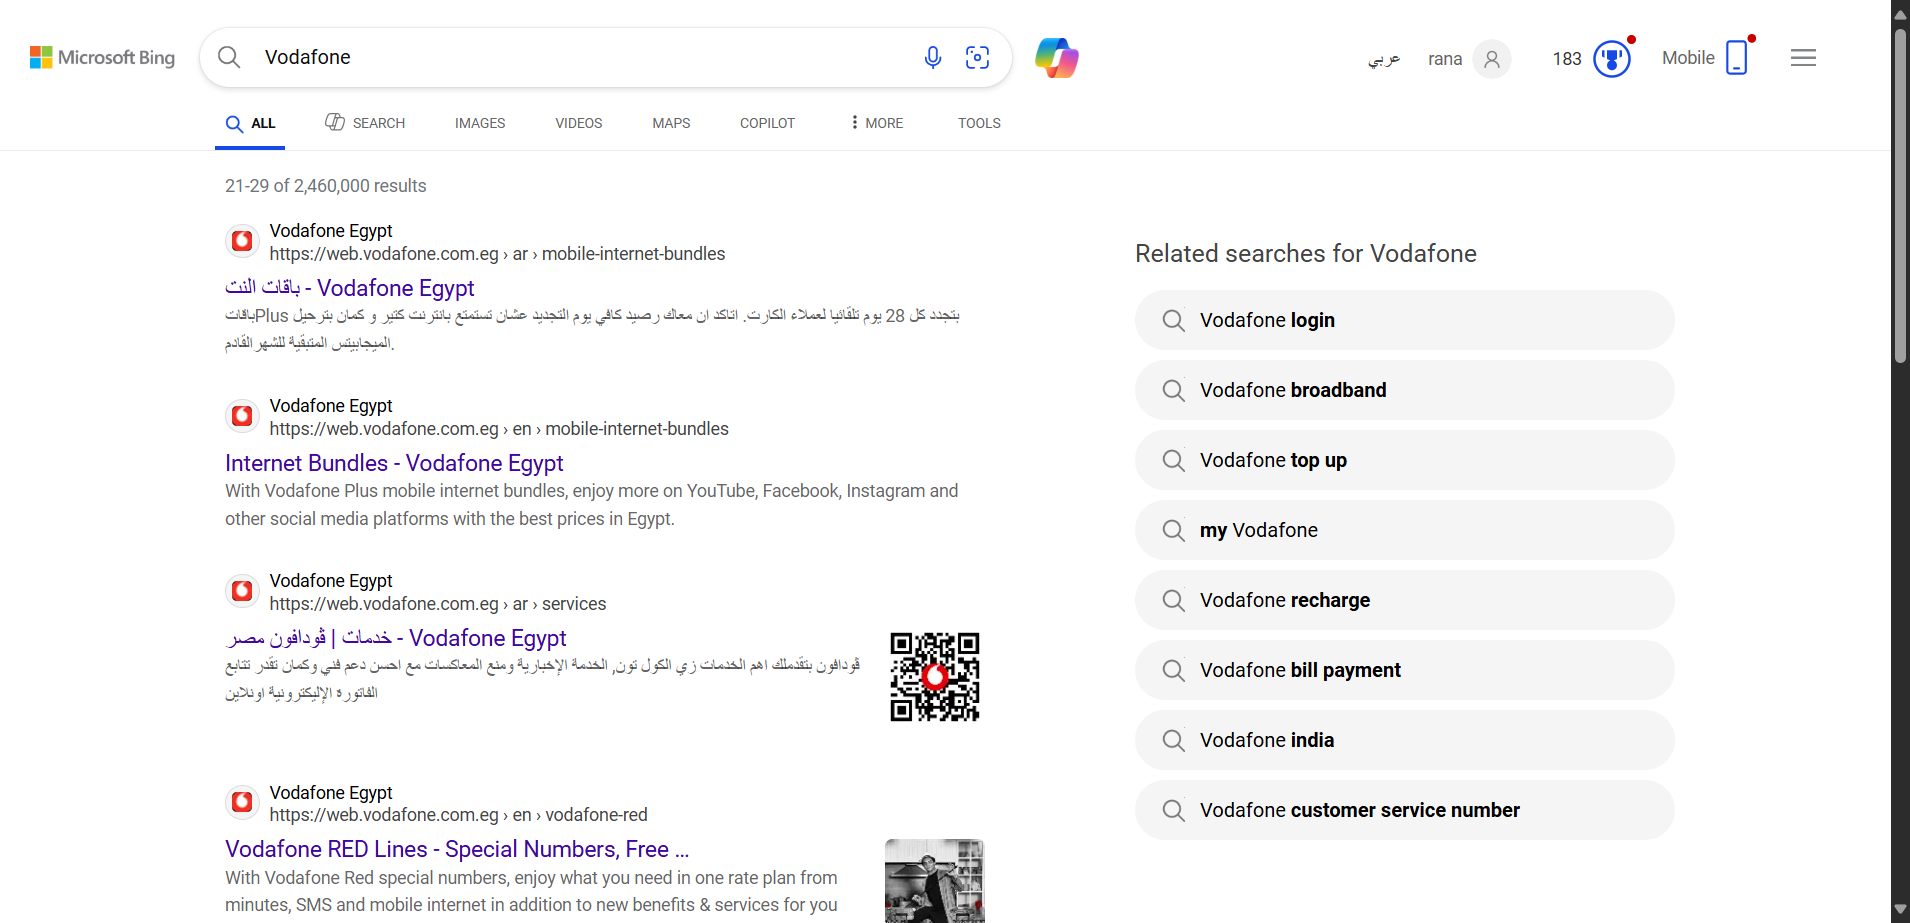 Microsoft Bing
Vodafone
عربي
rana
183
Mobile
ALL
SEARCH
IMAGES
VIDEOS
MAPS
COPILOT
MORE
TOOLS
21-29 of 2,460,000 results
Vodafone Egypt
https://web.vodafone.com.eg › ar › mobile-internet-bundles
باقات النت - Vodafone Egypt
باقاتPlus بتجدد كل 28 يوم تلقائيا لعملاء الكارت. اتاكد ان معاك رصيد كافي يوم التجديد عشان تستمتع بانترنت كتير و كمان بترحيل
الميجابيتس المتبقية للشهر القادم.
Vodafone Egypt
https://web.vodafone.com.eg › en › mobile-internet-bundles
Internet Bundles - Vodafone Egypt
With Vodafone Plus mobile internet bundles, enjoy more on YouTube, Facebook, Instagram and
other social media platforms with the best prices in Egypt.
Vodafone Egypt
https://web.vodafone.com.eg › ar › services
خدمات | ڤودافون مصر - Vodafone Egypt
ڤودافون بتقدملك اهم الخدمات زي الكول تون, الخدمة الإخبارية ومنع المعاكسات مع احسن دعم فني وكمان تقدر تتابع
الفاتورة الإليكترونية اونلاين
Vodafone Egypt
https://web.vodafone.com.eg › en › vodafone-red
Vodafone RED Lines - Special Numbers, Free ...
With Vodafone Red special numbers, enjoy what you need in one rate plan from
minutes, SMS and mobile internet in addition to new benefits & services for you
Related searches for Vodafone
Vodafone login
Vodafone broadband
Vodafone top up
my Vodafone
Vodafone recharge
Vodafone bill payment
Vodafone india
Vodafone customer service number